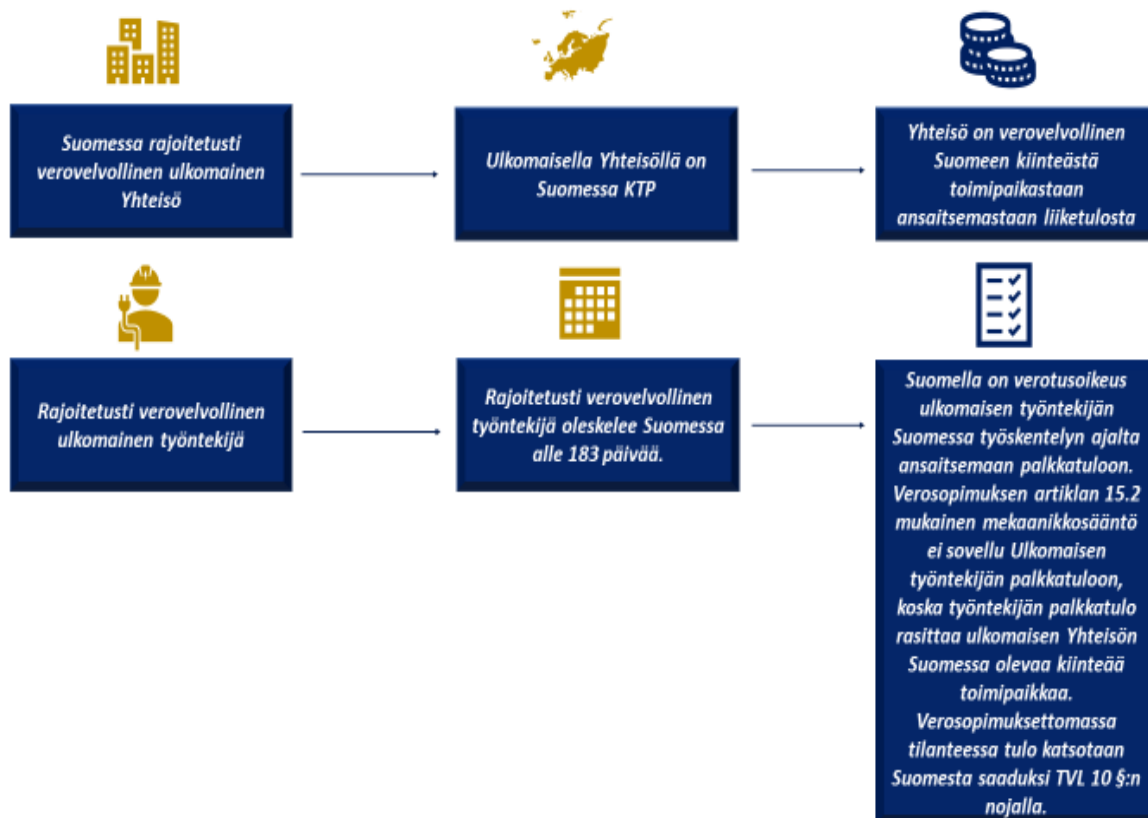 Suomessa rajoitetusti
verovelvollinen ulkomainen
Yhteisö
Ulkomaisella Yhteisöllä on
Suomessa KTP
Yhteisö on verovelvollinen
Suomeen kiinteästä
toimipaikastaan
ansaitsemastaan liiketulosta
Rajoitetusti verovelvollinen
ulkomainen työntekijä
Rajoitetusti verovelvollinen
työntekijä oleskelee Suomessa
alle 183 päivää.
Suomella on verotusoikeus
ulkomaisen työntekijän
Suomessa työskentelyn ajalta
ansaitsemaan palkkatuloon.
Verosopimuksen artiklan 15.2
mukainen mekaanikkosääntö
ei sovellu Ulkomaisen
työntekijän palkkatuloon,
koska työntekijän palkkatulo
rasittaa ulkomaisen Yhteisön
Suomessa olevaa kiinteää
toimipaikkaa.
Verosopimuksettomassa
tilanteessa tulo katsotaan
Suomesta saaduksi TVL 10 §:n
nojalla.